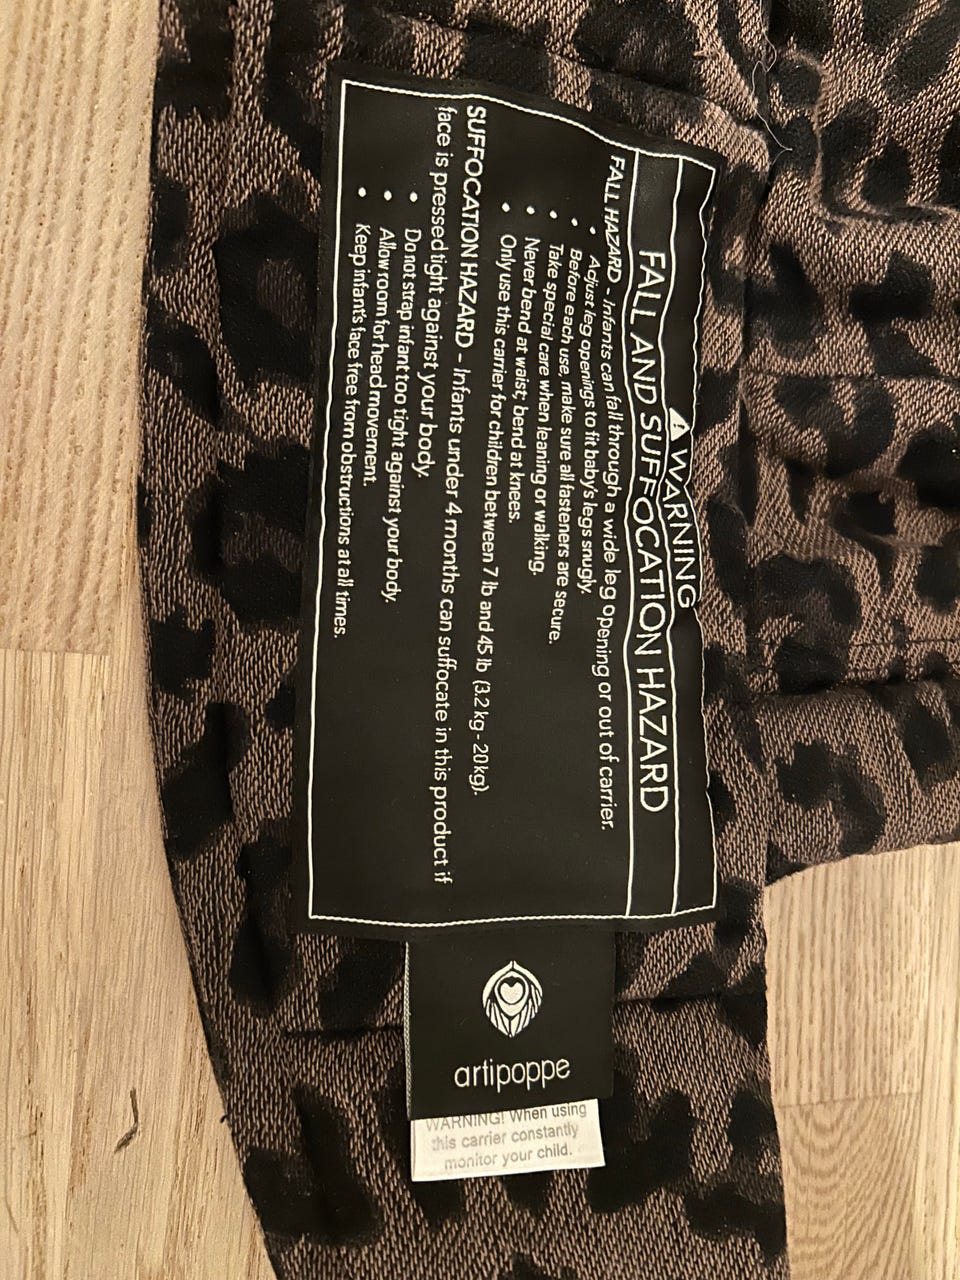 ⚠WARNING
FALL AND SUFFOCATION HAZARD
FALL HAZARD - Infants can fall through a wide leg opening or out of carrier.
• Adjust leg openings to fit baby's legs snugly.
• Before each use, make sure all fasteners are secure.
• Take special care when leaning or walking.
• Never bend at waist; bend at knees.
• Only use this carrier for children between 7 lb and 45 lb (3.2 kg - 20kg).
SUFFOCATION HAZARD - Infants under 4 months can suffocate in this product if
face is pressed tight against your body.
• Do not strap infant too tight against your body.
• Allow room for head movement.
• Keep infant's face free from obstructions at all times.
artipoppe
WARNING! When using
this carrier constantly
monitor your child.